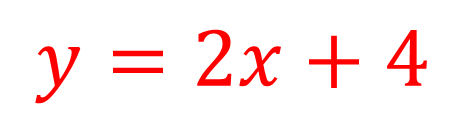 y = 2x + 4